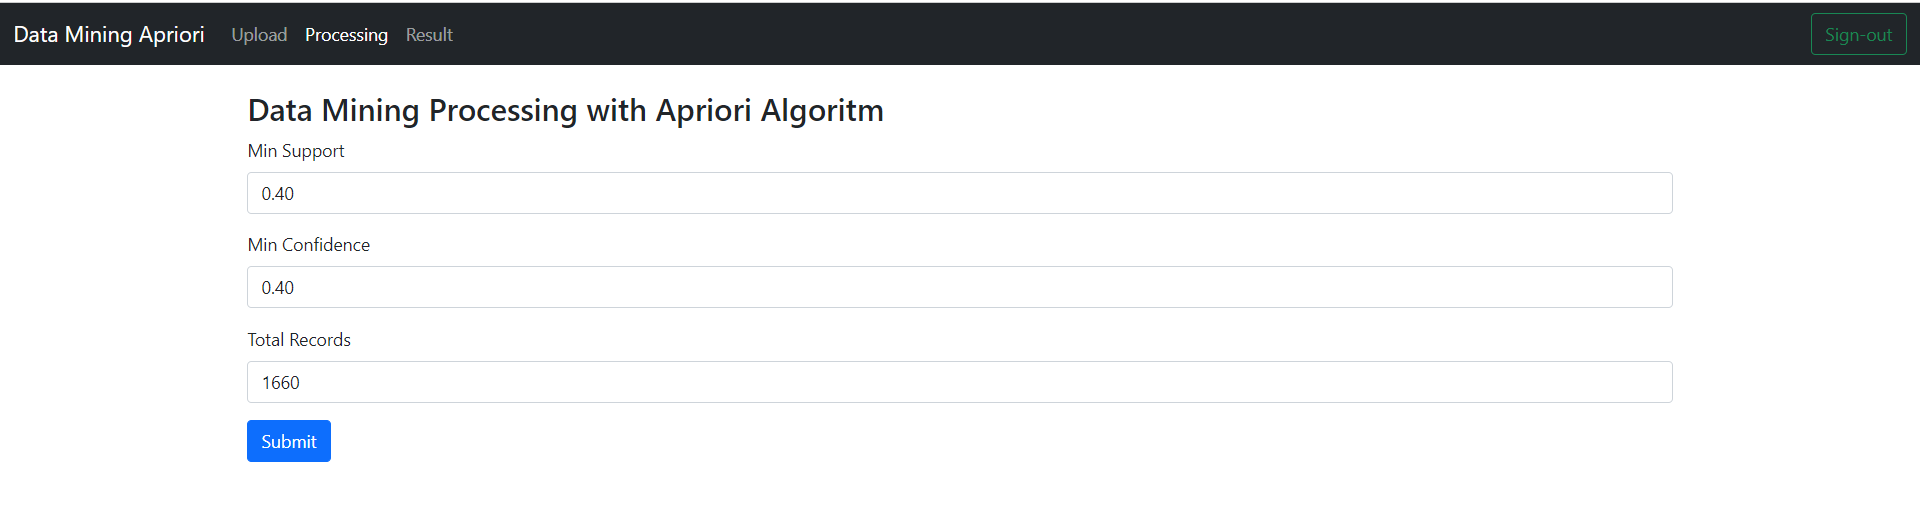 Data Mining Apriori Upload Processing Result Sign-out
Data Mining Processing with Apriori Algoritm
Min Support
0.40
Min Confidence
0.40
Total Records
1660
Submit